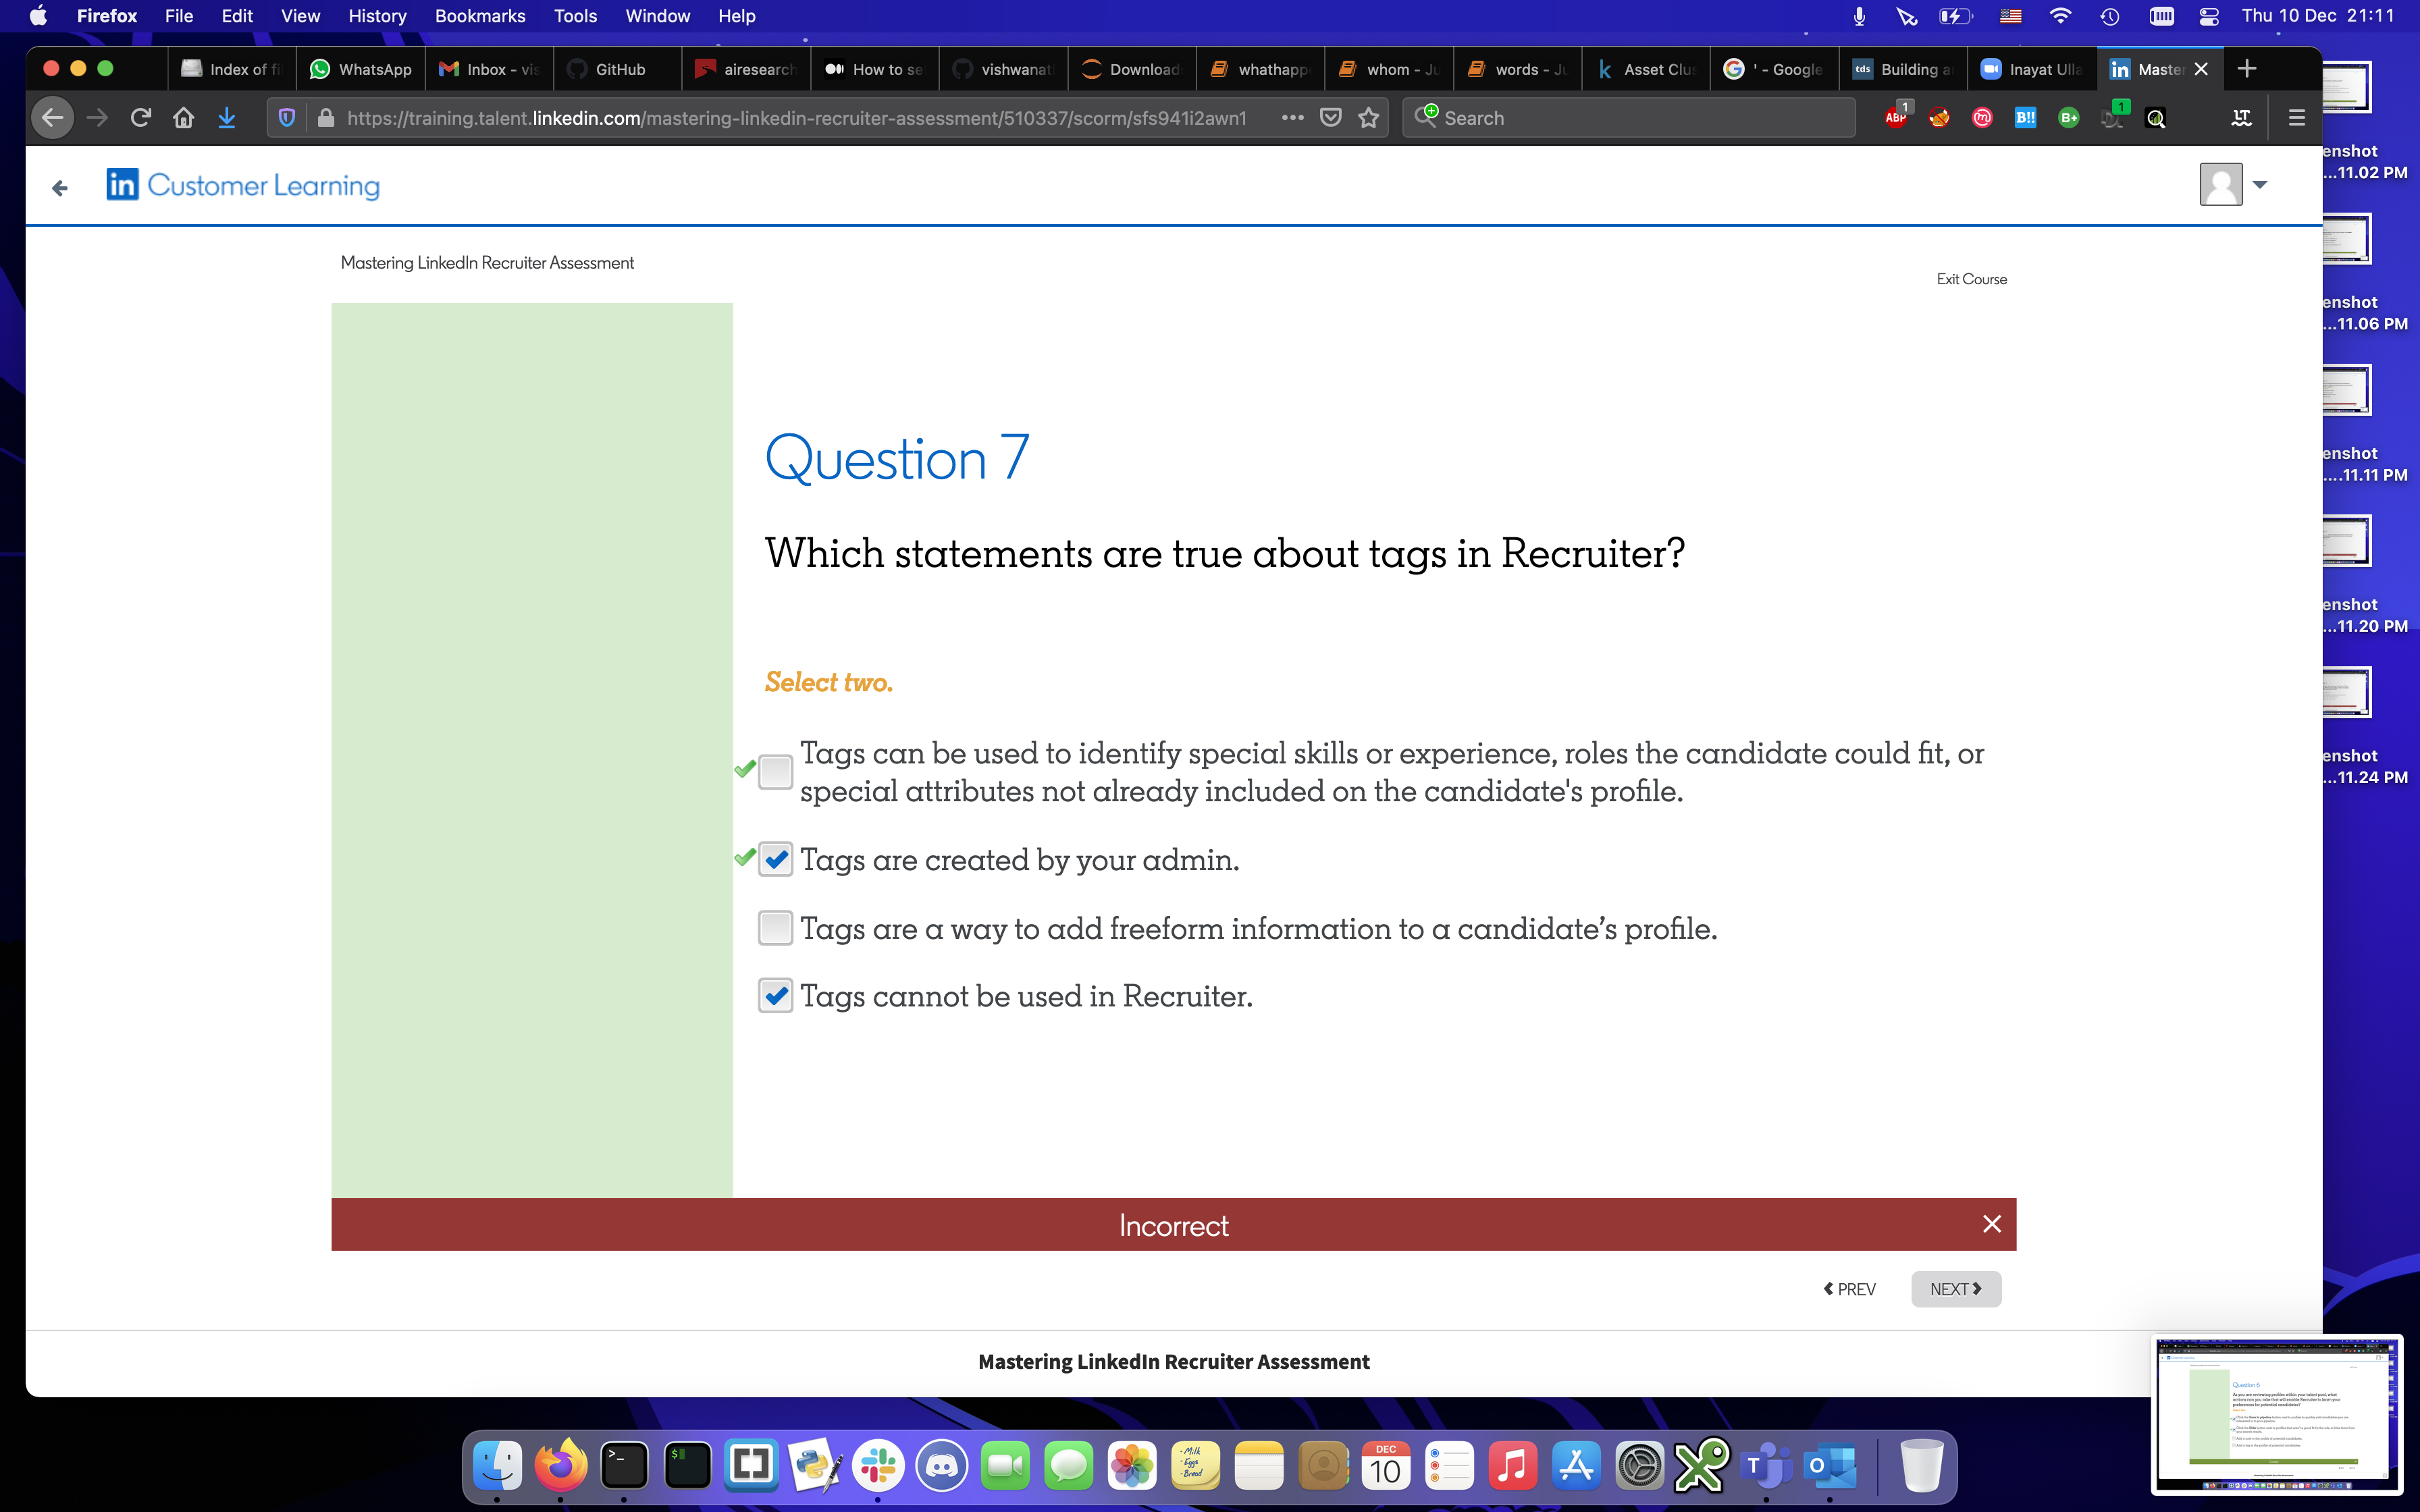 Firefox File Edit View History Bookmarks Tools Window Help
Thu 10 Dec 21:11
Index of fi
WhatsApp
Inbox - vis
GitHub
airesearch
How to se
vishwanat
Download
whathapp
whom - Ju
words - Ju
Asset Clus
' - Google
Building a
Inayat Ulla
Master
https://training.talent.linkedin.com/mastering-linkedin-recruiter-assessment/510337/scorm/sfs941i2awn1
Search
in Customer Learning
Mastering LinkedIn Recruiter Assessment
Exit Course
Question 7
Which statements are true about tags in Recruiter?
Select two.
Tags can be used to identify special skills or experience, roles the candidate could fit, or
special attributes not already included on the candidate's profile.
Tags are created by your admin.
Tags are a way to add freeform information to a candidate’s profile.
Tags cannot be used in Recruiter.
Incorrect
PREV
NEXT
Mastering LinkedIn Recruiter Assessment
enshot
...11.02 PM
enshot
...11.06 PM
enshot
....11.11 PM
enshot
...11.20 PM
enshot
...11.24 PM
DEC
10